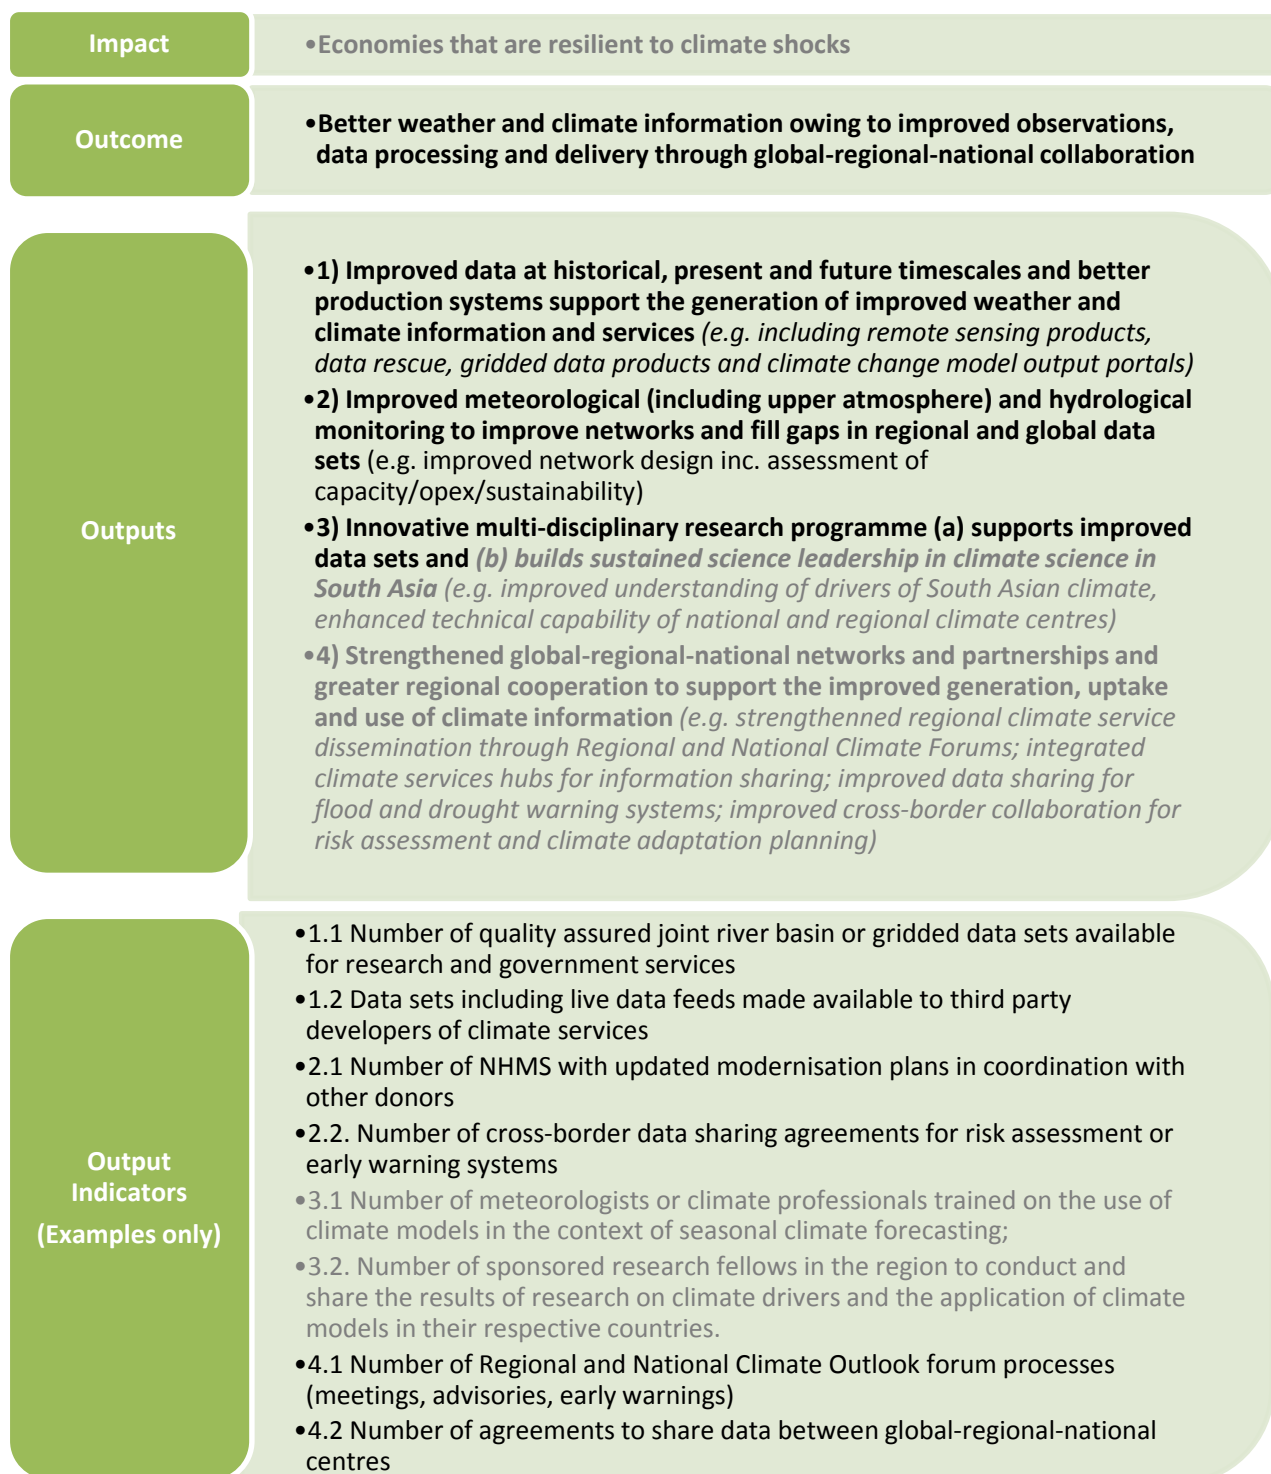 Impact
•Economies that are resilient to climate shocks
Outcome
•Better weather and climate information owing to improved observations,
data processing and delivery through global-regional-national collaboration
Outputs
•1) Improved data at historical, present and future timescales and better
production systems support the generation of improved weather and
climate information and services (e.g. including remote sensing products,
data rescue, gridded data products and climate change model output portals)
•2) Improved meteorological (including upper atmosphere) and hydrological
monitoring to improve networks and fill gaps in regional and global data
sets (e.g. improved network design inc. assessment of
capacity/opex/sustainability)
•3) Innovative multi-disciplinary research programme (a) supports improved
data sets and (b) builds sustained science leadership in climate science in
South Asia (e.g. improved understanding of drivers of South Asian climate,
enhanced technical capability of national and regional climate centres)
•4) Strengthened global-regional-national networks and partnerships and
greater regional cooperation to support the improved generation, uptake
and use of climate information (e.g. strengthenned regional climate service
dissemination through Regional and National Climate Forums; integrated
climate services hubs for information sharing; improved data sharing for
flood and drought warning systems; improved cross-border collaboration for
risk assessment and climate adaptation planning)
Output
Indicators
(Examples only)
•1.1 Number of quality assured joint river basin or gridded data sets available
for research and government services
•1.2 Data sets including live data feeds made available to third party
developers of climate services
•2.1 Number of NHMS with updated modernisation plans in coordination with
other donors
•2.2. Number of cross-border data sharing agreements for risk assessment or
early warning systems
•3.1 Number of meteorologists or climate professionals trained on the use of
climate models in the context of seasonal climate forecasting;
•3.2. Number of sponsored research fellows in the region to conduct and
share the results of research on climate drivers and the application of climate
models in their respective countries.
•4.1 Number of Regional and National Climate Outlook forum processes
(meetings, advisories, early warnings)
•4.2 Number of agreements to share data between global-regional-national
centres